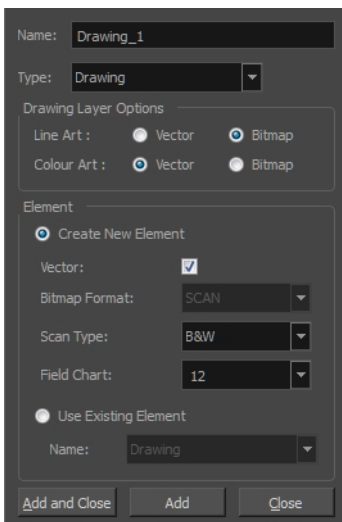 Name: Drawing_1
Type: Drawing
Drawing Layer Options
Line Art : Vector Bitmap
Colour Art : Vector Bitmap
Element
Create New Element
Vector:
Bitmap Format: SCAN
Scan Type: B&W
Field Chart: 12
Use Existing Element
Name: Drawing
Add and Close Add Close